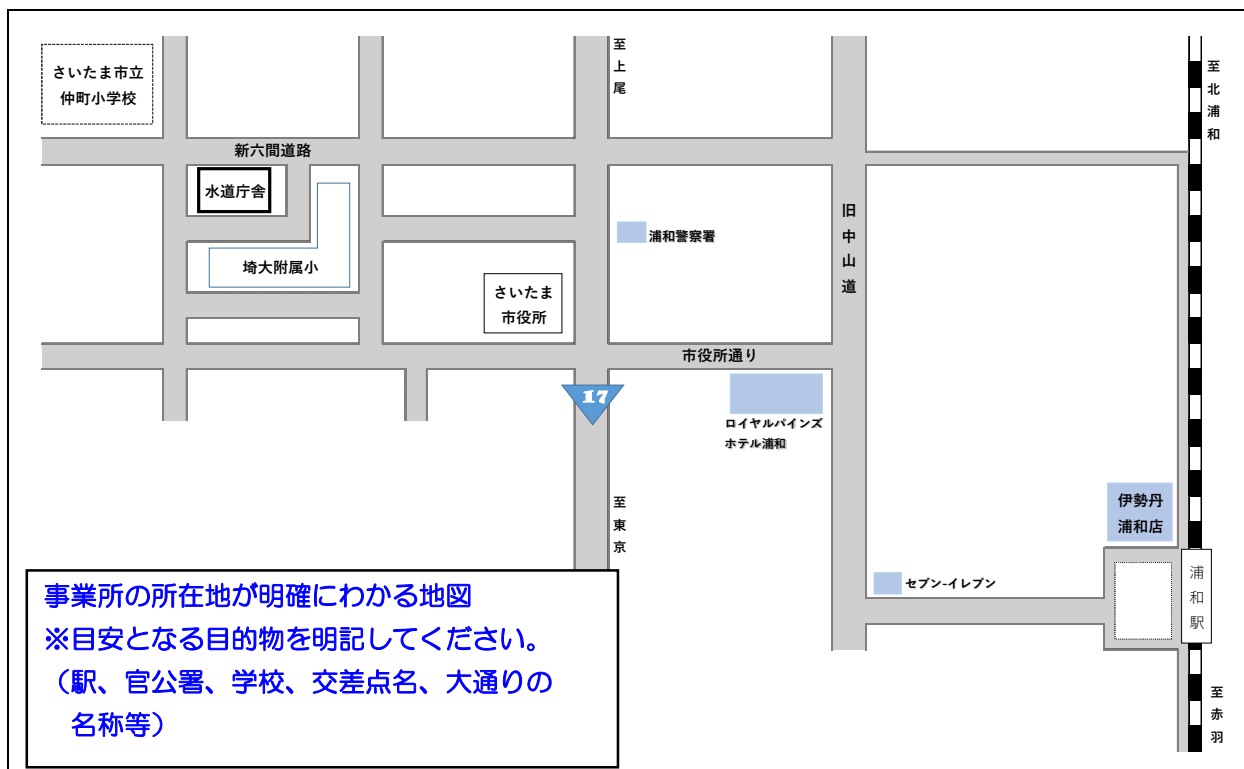 さいたま市立
仲町小学校
至上尾
至北浦和
新六間道路
水道庁舎
旧中山道
浦和警察署
埼大附属小
さいたま
市役所
市役所通り
17
ロイヤルパインズ
ホテル浦和
至東京
伊勢丹
浦和店
セブン-イレブン
浦和駅
至赤羽
事業所の所在地が明確にわかる地図
※目安となる目的物を明記してください。
（駅、官公署、学校、交差点名、大通りの
名称等）